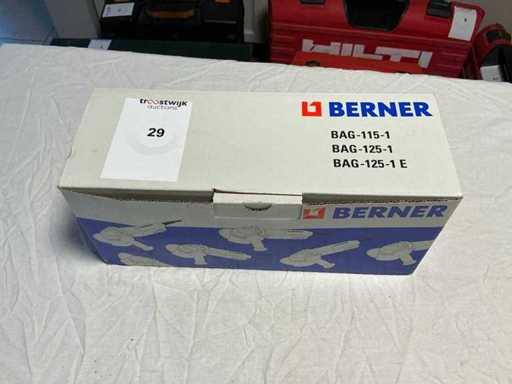 HILTI
troostwijk
auctions
29
BERNER
BAG-115-1
BAG-125-1
BAG-125-1 E
BERNER